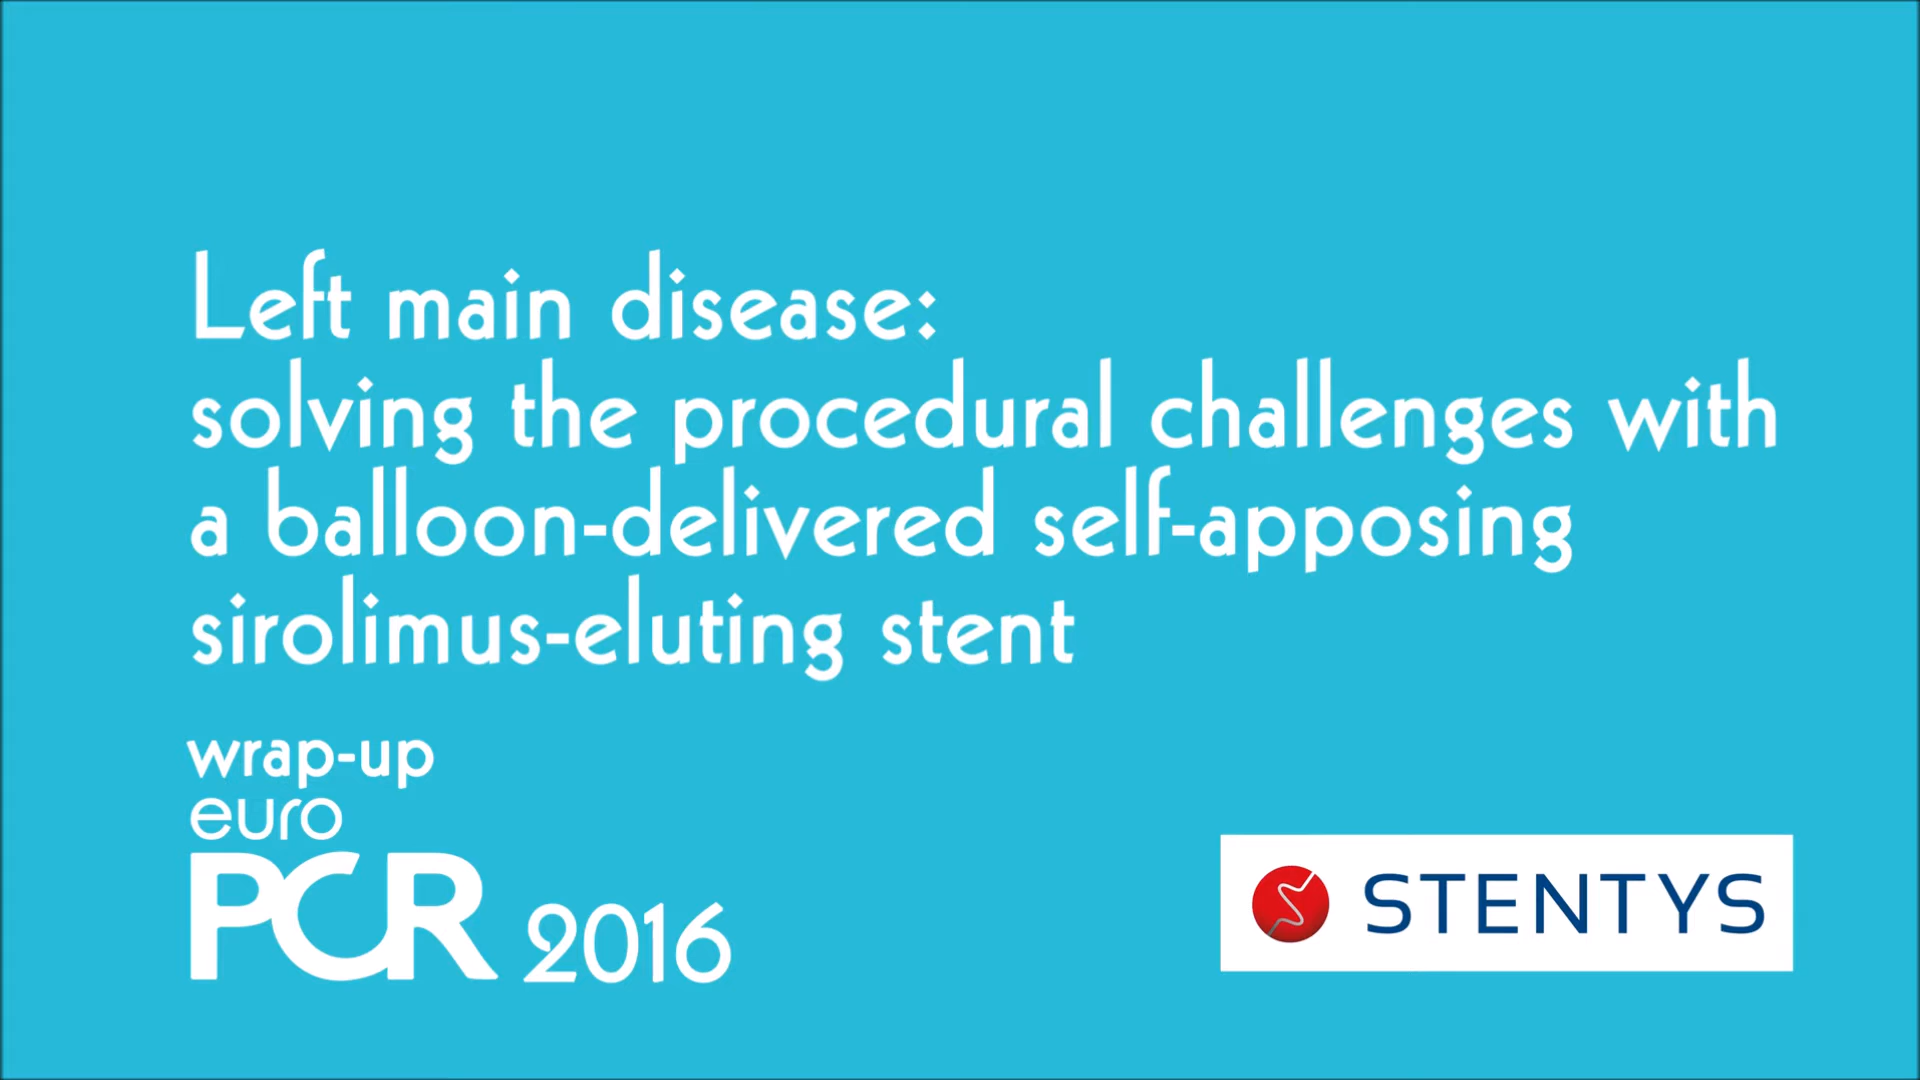 Left main disease:
solving the procedural challenges with
a balloon-delivered self-apposing
sirolimus-eluting stent
wrap-up
euro
PCR 2016
STENTYS